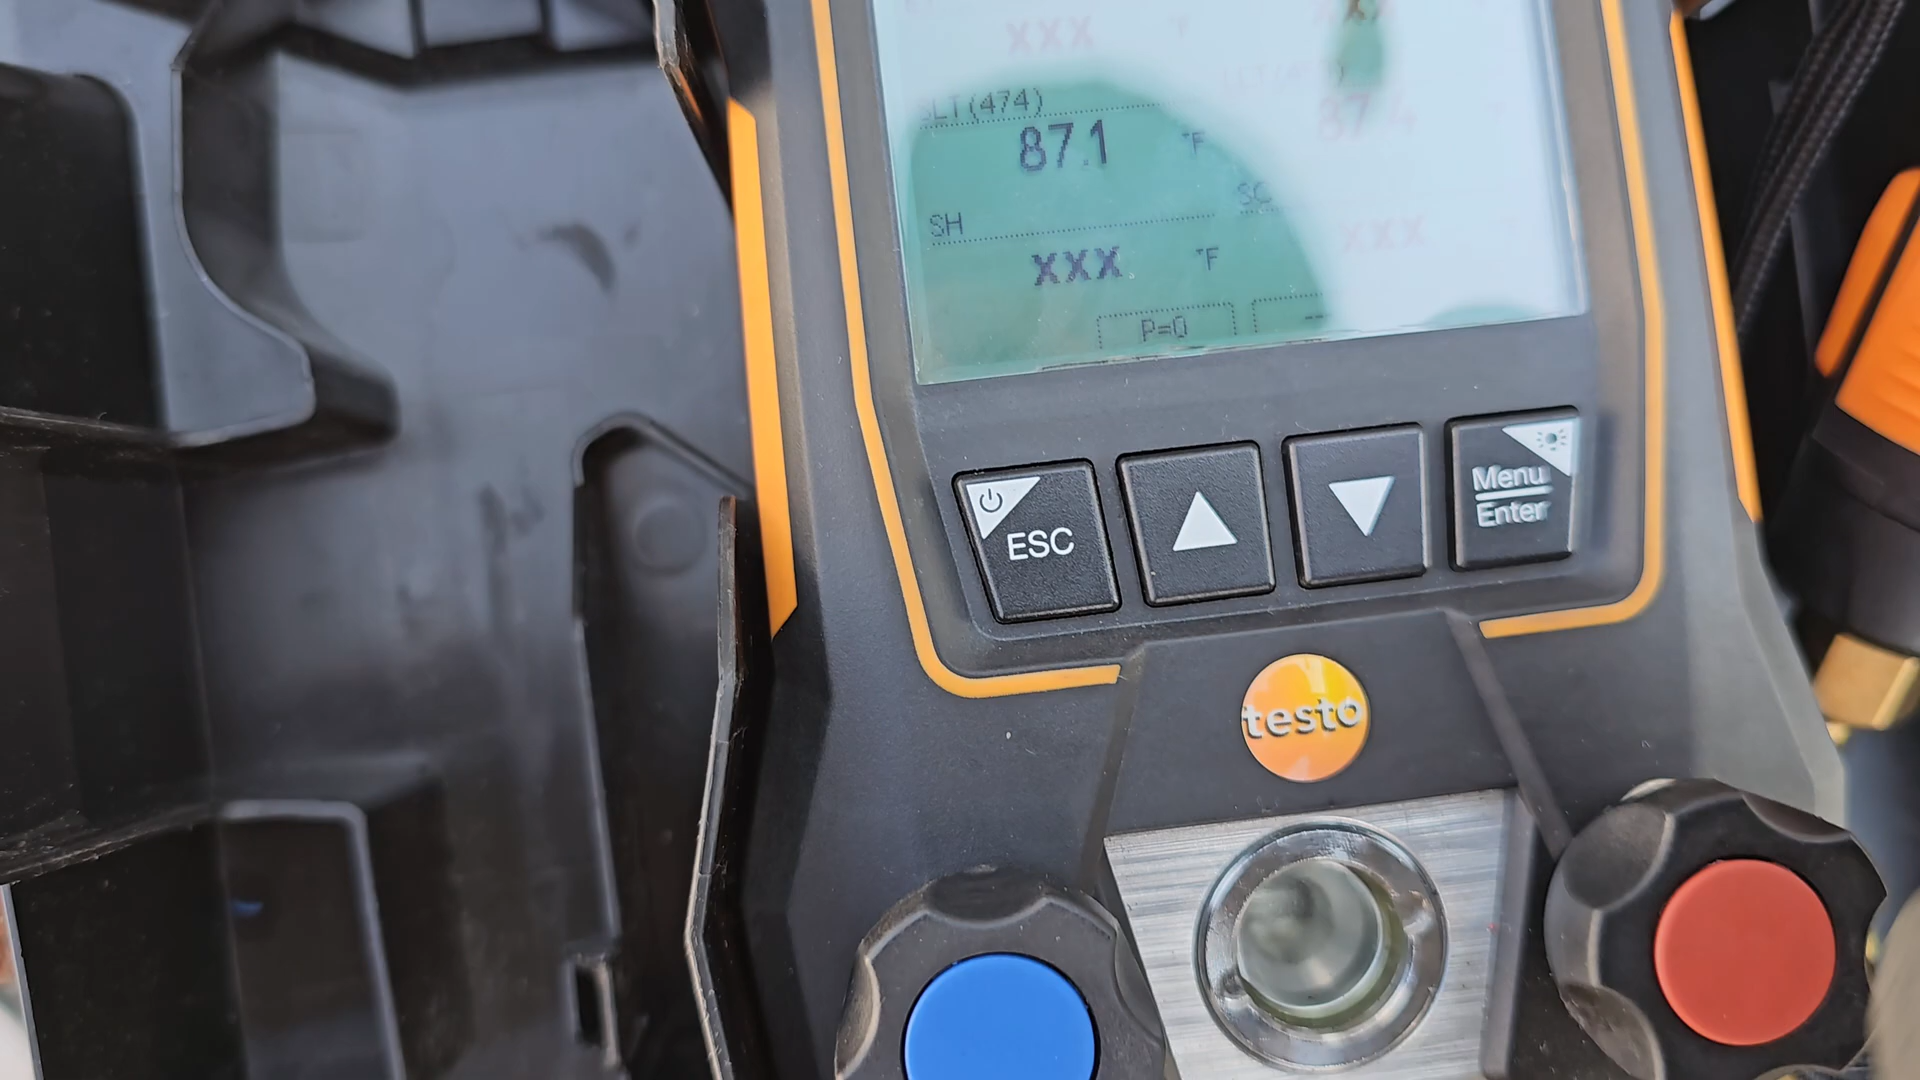 xxx °F
SLT(474)
87.1 °F 87.4
SH SC
xxx °F xxx
P=0
ESC
Menu
Enter
testo